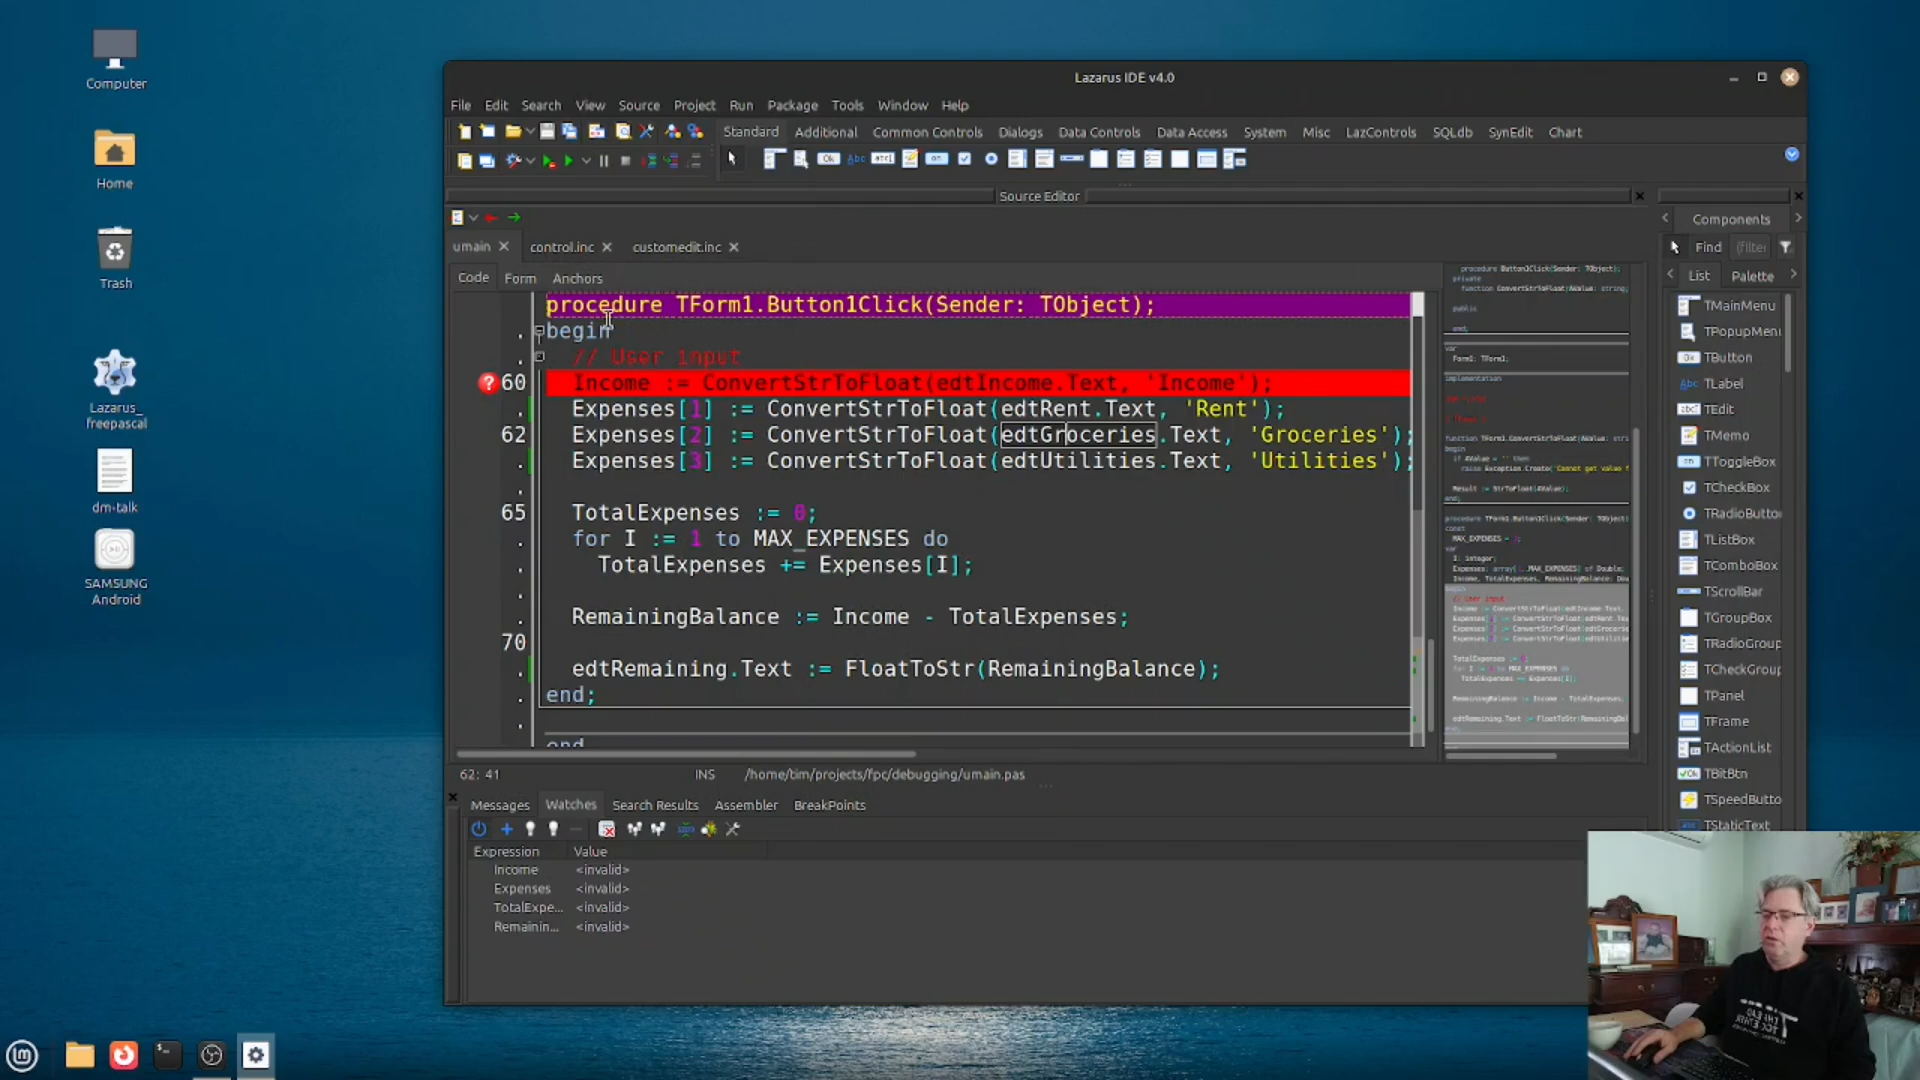 Computer
Home
Trash
Lazarus_
freepascal
dm-talk
SAMSUNG
Android
Lazarus IDE v4.0
File Edit Search View Source Project Run Package Tools Window Help
Standard Additional Common Controls Dialogs Data Controls Data Access System Misc LazControls SQLdb SynEdit Chart
Source Editor
umain control.inc customedit.inc
Code Form Anchors
procedure TForm1.Button1Click(Sender: TObject);
begin
// User input
60 Income := ConvertStrToFloat(edtIncome.Text, 'Income');
Expenses[1] := ConvertStrToFloat(edtRent.Text, 'Rent');
62 Expenses[2] := ConvertStrToFloat(edtGroceries.Text, 'Groceries');
Expenses[3] := ConvertStrToFloat(edtUtilities.Text, 'Utilities');
65 TotalExpenses := 0;
for I := 1 to MAX_EXPENSES do
TotalExpenses += Expenses[I];
RemainingBalance := Income - TotalExpenses;
70
edtRemaining.Text := FloatToStr(RemainingBalance);
end;
end
62: 41 INS /home/tim/projects/fpc/debugging/umain.pas
Components
Find (filter
List Palette
TMainMenu
TPopupMenu
TButton
TLabel
TEdit
TMemo
TToggleBox
TCheckBox
TRadioButto
TListBox
TComboBox
TScrollBar
TGroupBox
TRadioGroup
TCheckGroup
TPanel
TFrame
TActionList
TBitBtn
TSpeedButto
TStaticText
Messages Watches Search Results Assembler BreakPoints
Expression Value
Income <invalid>
Expenses <invalid>
TotalExpe... <invalid>
Remainin... <invalid>